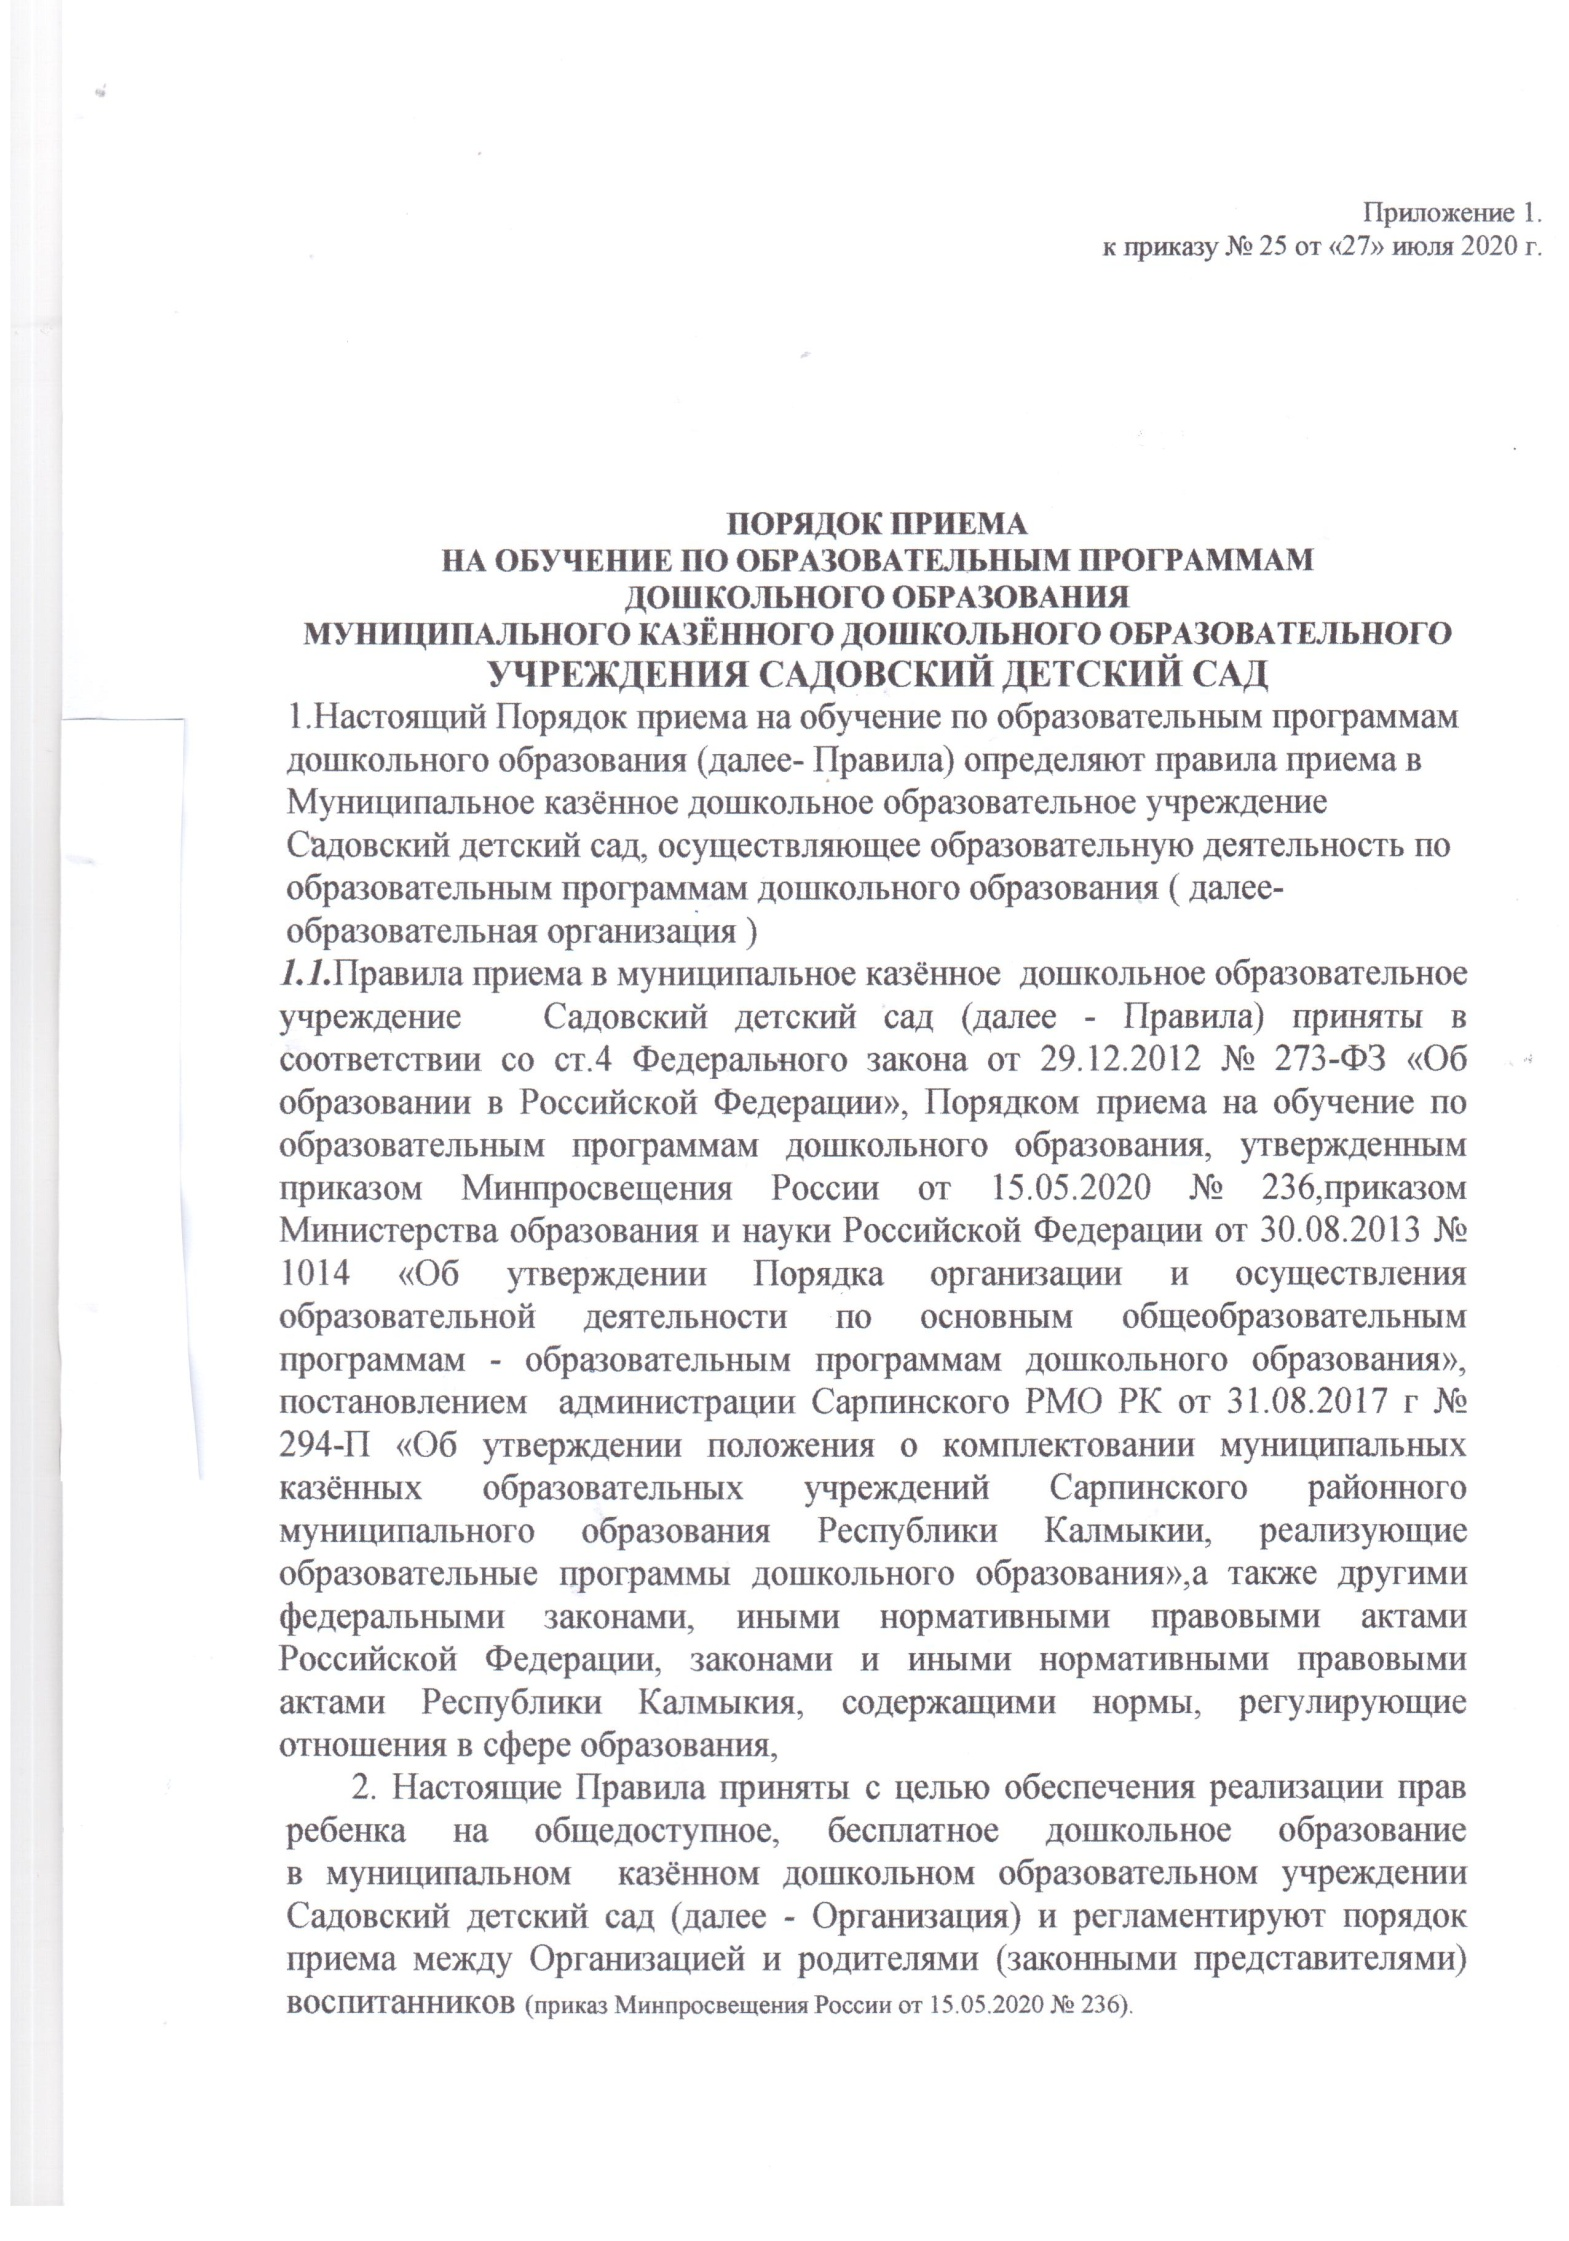 Приложение 1.
к приказу № 25 от «27» июля 2020 г.
ПОРЯДОК ПРИЕМА
НА ОБУЧЕНИЕ ПО ОБРАЗОВАТЕЛЬНЫМ ПРОГРАММАМ
ДОШКОЛЬНОГО ОБРАЗОВАНИЯ
МУНИЦИПАЛЬНОГО КАЗЁННОГО ДОШКОЛЬНОГО ОБРАЗОВАТЕЛЬНОГО
УЧРЕЖДЕНИЯ САДОВСКИЙ ДЕТСКИЙ САД
1.Настоящий Порядок приема на обучение по образовательным программам
дошкольного образования (далее- Правила) определяют правила приема в
Муниципальное казённое дошкольное образовательное учреждение
Садовский детский сад, осуществляющее образовательную деятельность по
образовательным программам дошкольного образования ( далее-
образовательная организация )
1.1.Правила приема в муниципальное казённое дошкольное образовательное
учреждение Садовский детский сад (далее - Правила) приняты в
соответствии со ст.4 Федерального закона от 29.12.2012 № 273-ФЗ «Об
образовании в Российской Федерации», Порядком приема на обучение по
образовательным программам дошкольного образования, утвержденным
приказом Минпросвещения России от 15.05.2020 № 236,приказом
Министерства образования и науки Российской Федерации от 30.08.2013 №
1014 «Об утверждении Порядка организации и осуществления
образовательной деятельности по основным общеобразовательным
программам - образовательным программам дошкольного образования»,
постановлением администрации Сарпинского РМО РК от 31.08.2017 г №
294-П «Об утверждении положения о комплектовании муниципальных
казённых образовательных учреждений Сарпинского районного
муниципального образования Республики Калмыкии, реализующие
образовательные программы дошкольного образования»,а также другими
федеральными законами, иными нормативными правовыми актами
Российской Федерации, законами и иными нормативными правовыми
актами Республики Калмыкия, содержащими нормы, регулирующие
отношения в сфере образования,
2. Настоящие Правила приняты с целью обеспечения реализации прав
ребенка на общедоступное, бесплатное дошкольное образование
в муниципальном казённом дошкольном образовательном учреждении
Садовский детский сад (далее - Организация) и регламентируют порядок
приема между Организацией и родителями (законными представителями)
воспитанников (приказ Минпросвещения России от 15.05.2020 № 236).